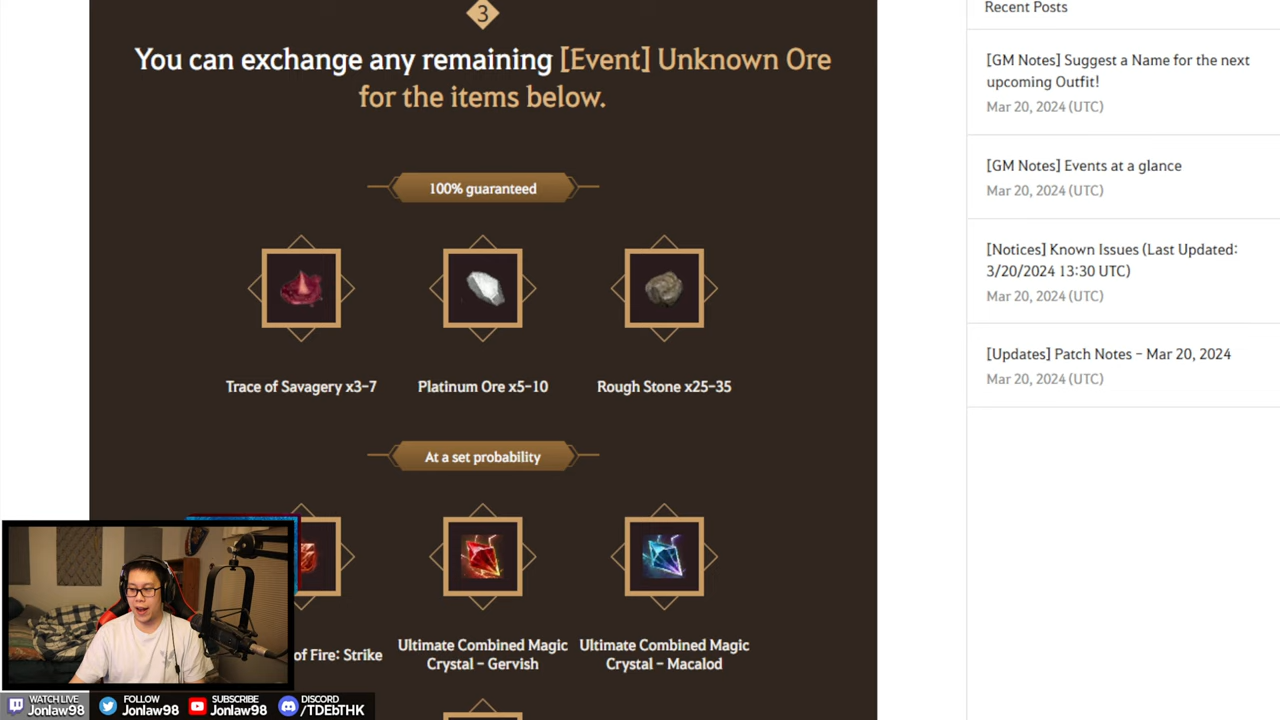 3
You can exchange any remaining [Event] Unknown Ore
for the items below.
100% guaranteed
Trace of Savagery x3-7
Platinum Ore x5-10
Rough Stone x25-35
At a set probability
of Fire: Strike
Ultimate Combined Magic
Crystal - Gervish
Ultimate Combined Magic
Crystal - Macalod
Recent Posts
[GM Notes] Suggest a Name for the next
upcoming Outfit!
Mar 20, 2024 (UTC)
[GM Notes] Events at a glance
Mar 20, 2024 (UTC)
[Notices] Known Issues (Last Updated:
3/20/2024 13:30 UTC)
Mar 20, 2024 (UTC)
[Updates] Patch Notes - Mar 20, 2024
Mar 20, 2024 (UTC)
WATCH LIVE
Jonlaw98
FOLLOW
Jonlaw98
SUBSCRIBE
Jonlaw98
DISCORD
/TDEbTHK